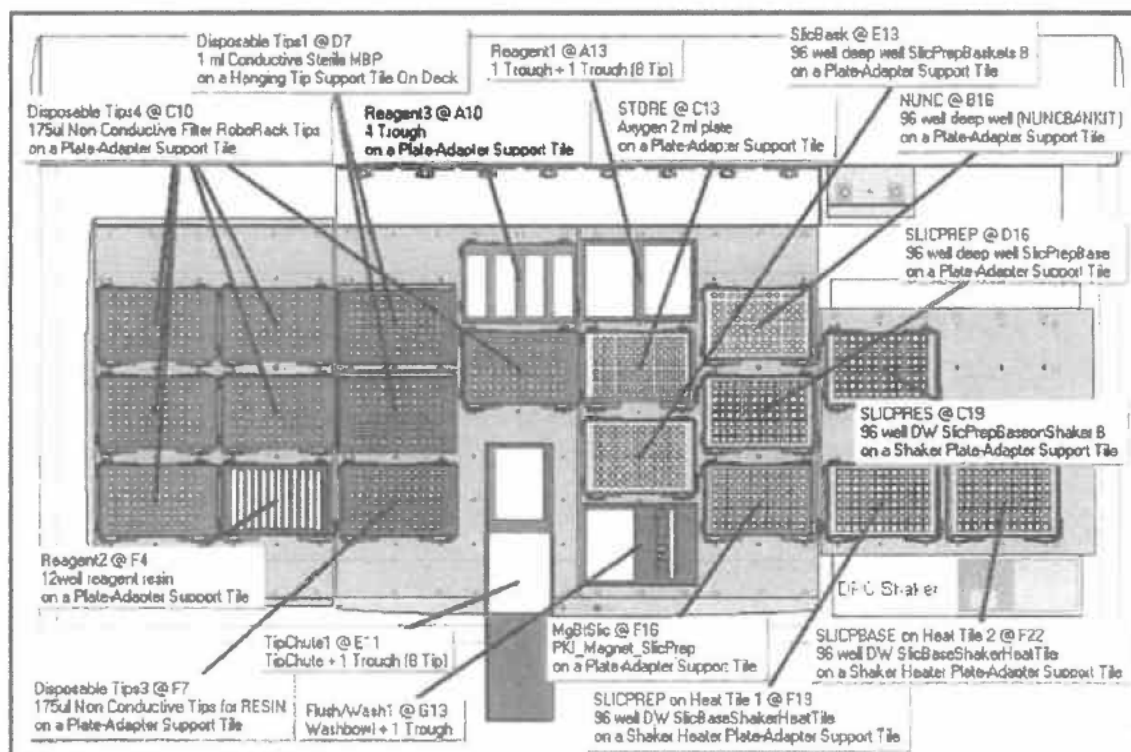 Disposable Tips1 @ D7
1 ml Conductive Sterile MBP
on a Hanging Tip Support Tile On Deck
Reagent1 @ A13
1 Trough + 1 Trough (8 Tip)
SlicBask @ E13
96 well deep well SlicPrepBaskets B
on a Plate-Adapter Support Tile
Disposable Tips4 @ C10
175ul Non Conductive Filter RoboRack Tips
on a Plate-Adapter Support Tile
Reagent3 @ A10
4 Trough
on a Plate-Adapter Support Tile
STORE @ C13
Axygen 2 ml plate
on a Plate-Adapter Support Tile
NUNC @ B16
96 well deep well (NUNCBANKIT)
on a Plate-Adapter Support Tile
SLICPREP @ D16
96 well deep well SlicPrepBase
on a Plate-Adapter Support Tile
SLICPRES @ C19
96 well DW SlicPrepBaseonShaker B
on a Shaker Plate-Adapter Support Tile
Reagent2 @ F4
12well reagent resin
on a Plate-Adapter Support Tile
DPC Shaker
TipChute1 @ E11
TipChute + 1 Trough (8 Tip)
MgBtSlic @ F16
PKI_Magnet_SlicPrep
on a Plate-Adapter Support Tile
SLICPBASE on Heat Tile 2 @ F22
96 well DW SlicBaseShakerHeatTile
on a Shaker Heater Plate-Adapter Support Tile
Disposable Tips3 @ F7
175ul Non Conductive Tips for RESIN
on a Plate-Adapter Support Tile
Flush/Wash1 @ G13
Washbowl + 1 Trough
SLICPREP on Heat Tile 1 @ F19
96 well DW SlicBaseShakerHeatTile
on a Shaker Heater Plate-Adapter Support Tile